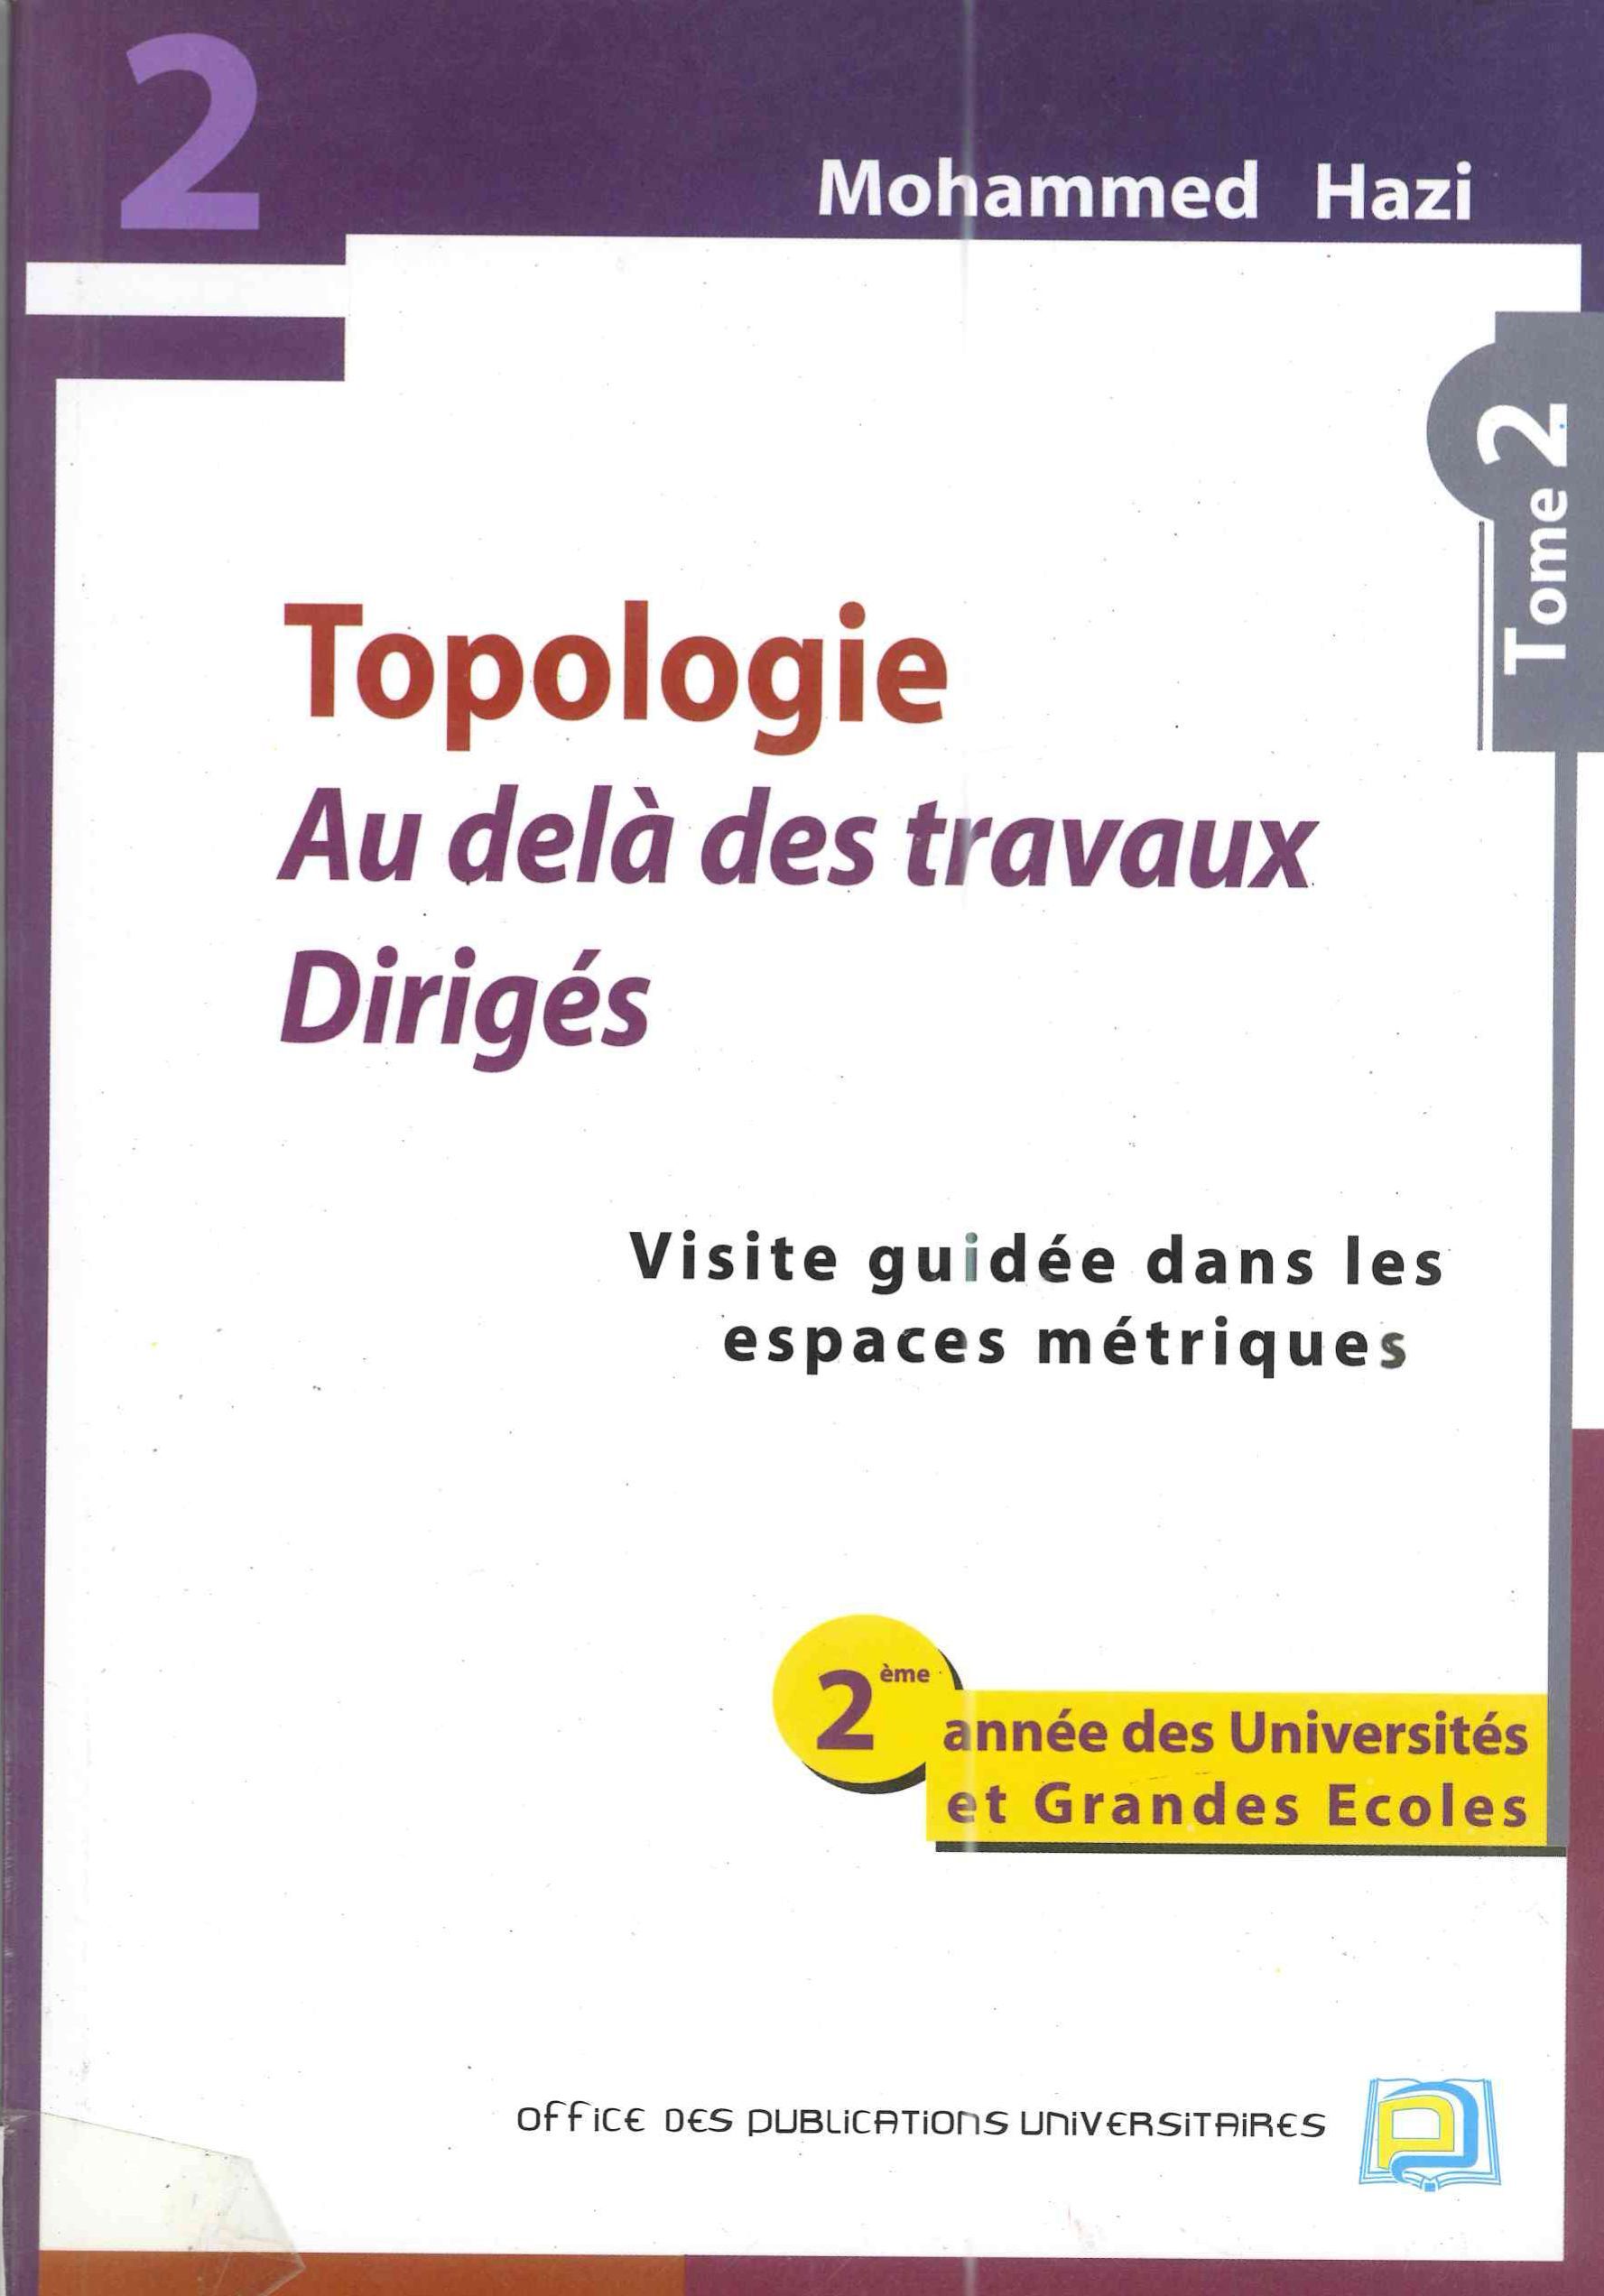 2
Mohammed Hazi
Tome 2
Topologie
Au delà des travaux
Dirigés
Visite guidée dans les
espaces métriques
2ème année des Universités
et Grandes Ecoles
OFFICE DES PUBLICATIONS UNIVERSITAIRES